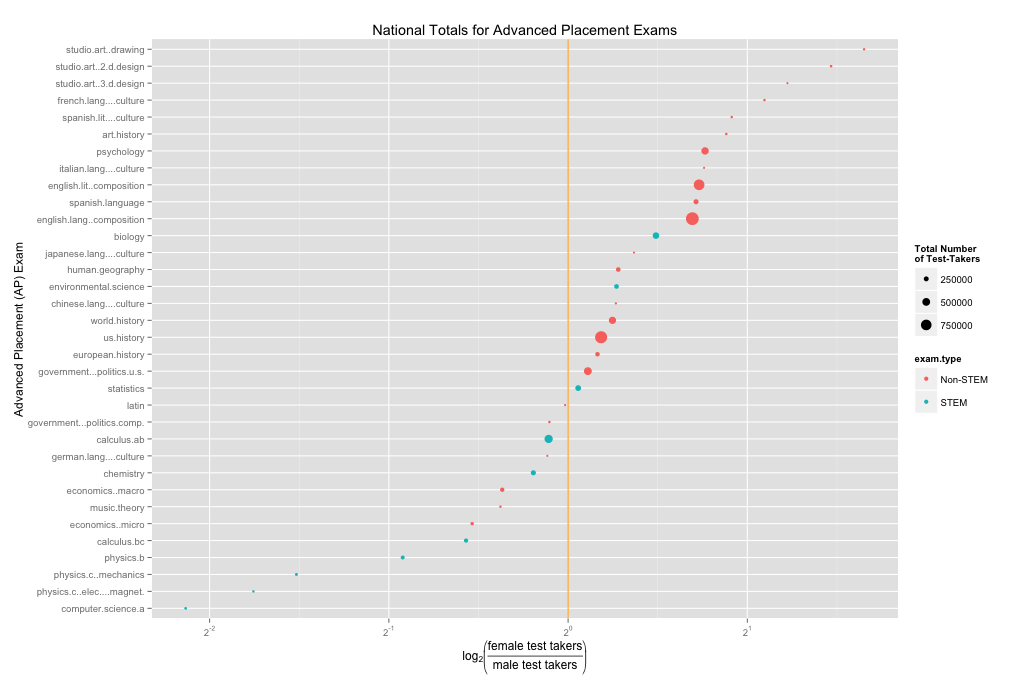 National Totals for Advanced Placement Exams
Advanced Placement (AP) Exam
studio.art..drawing
studio.art..2.d.design
studio.art..3.d.design
french.lang....culture
spanish.lit....culture
art.history
psychology
italian.lang....culture
english.lit..composition
spanish.language
english.lang..composition
biology
japanese.lang....culture
human.geography
environmental.science
chinese.lang....culture
world.history
us.history
european.history
government...politics.u.s.
statistics
latin
government...politics.comp.
calculus.ab
german.lang....culture
chemistry
economics..macro
music.theory
economics..micro
calculus.bc
physics.b
physics.c..mechanics
physics.c..elec....magnet.
computer.science.a
2^-2 2^-1 2^0 2^1
log2(female test takers
male test takers)
Total Number
of Test-Takers
250000
500000
750000
exam.type
Non-STEM
STEM